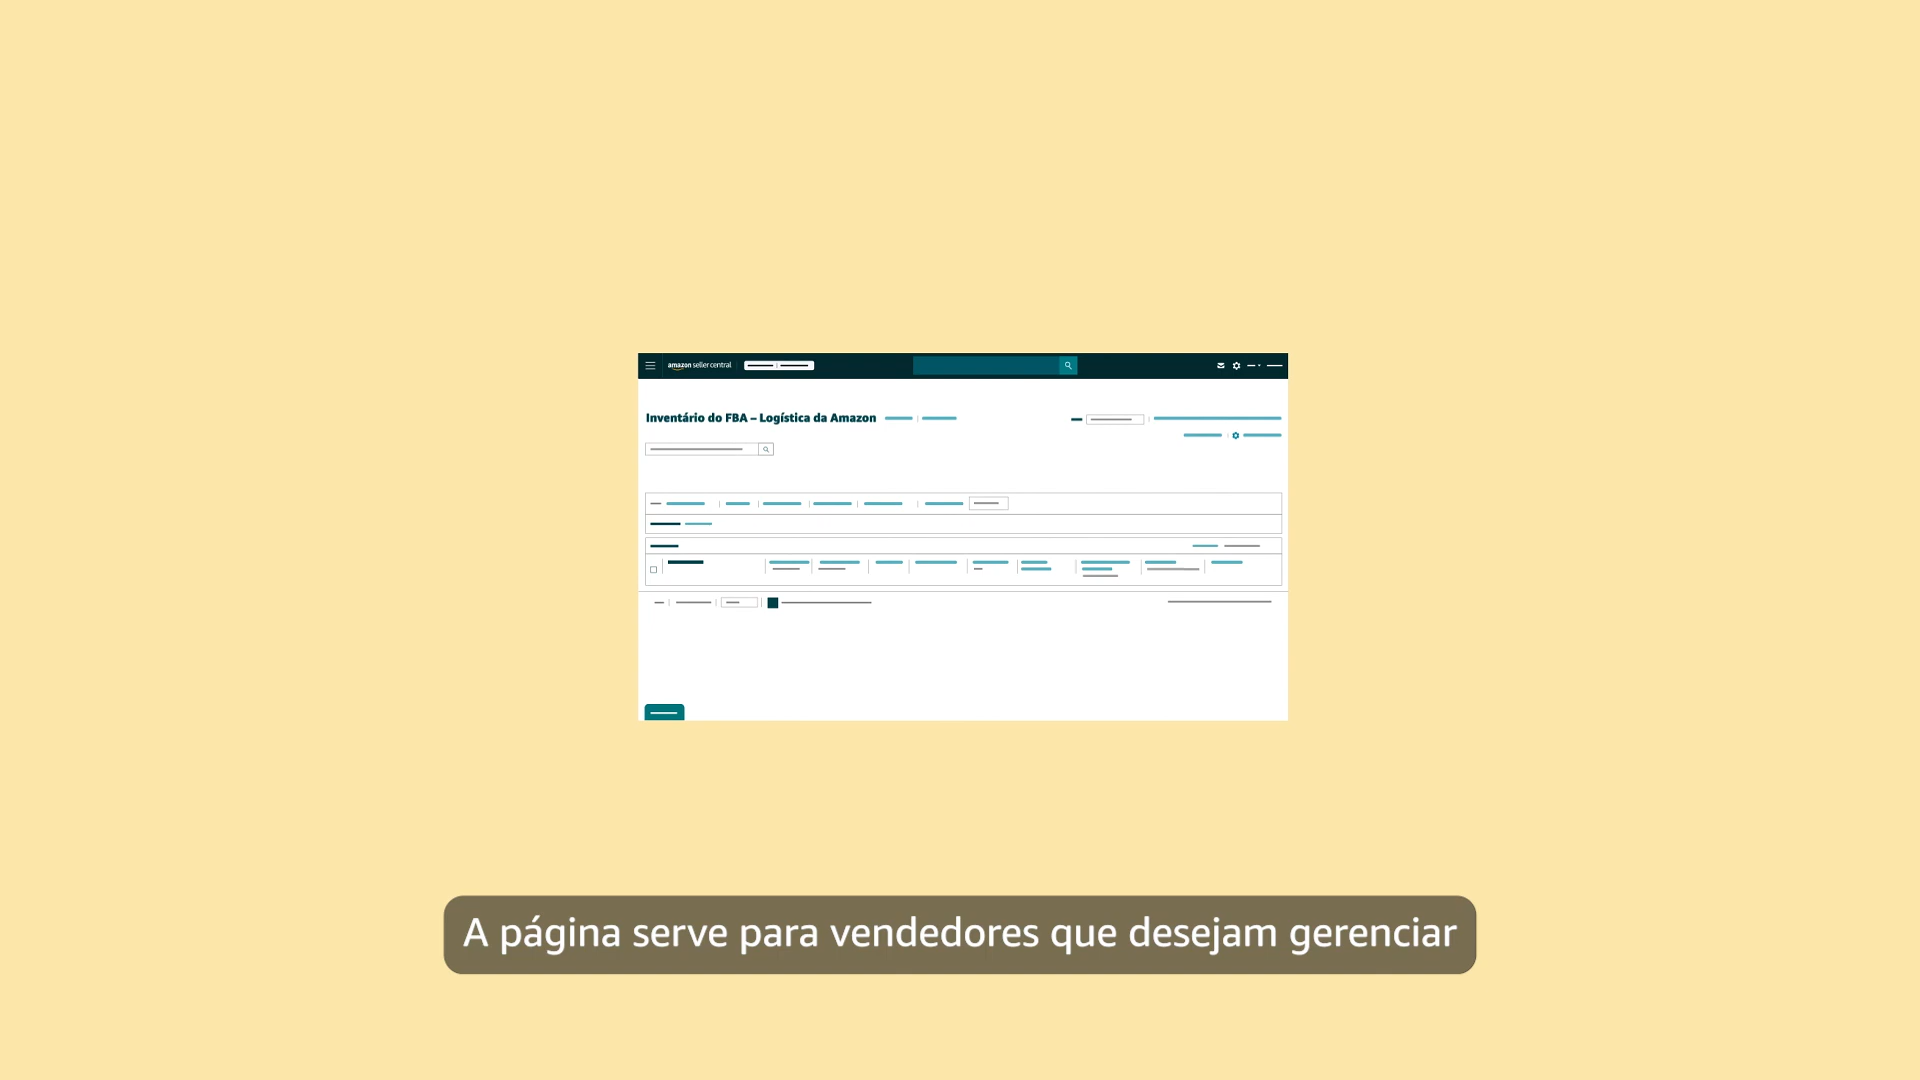 amazon seller central
Inventário do FBA – Logística da Amazon
A página serve para vendedores que desejam gerenciar